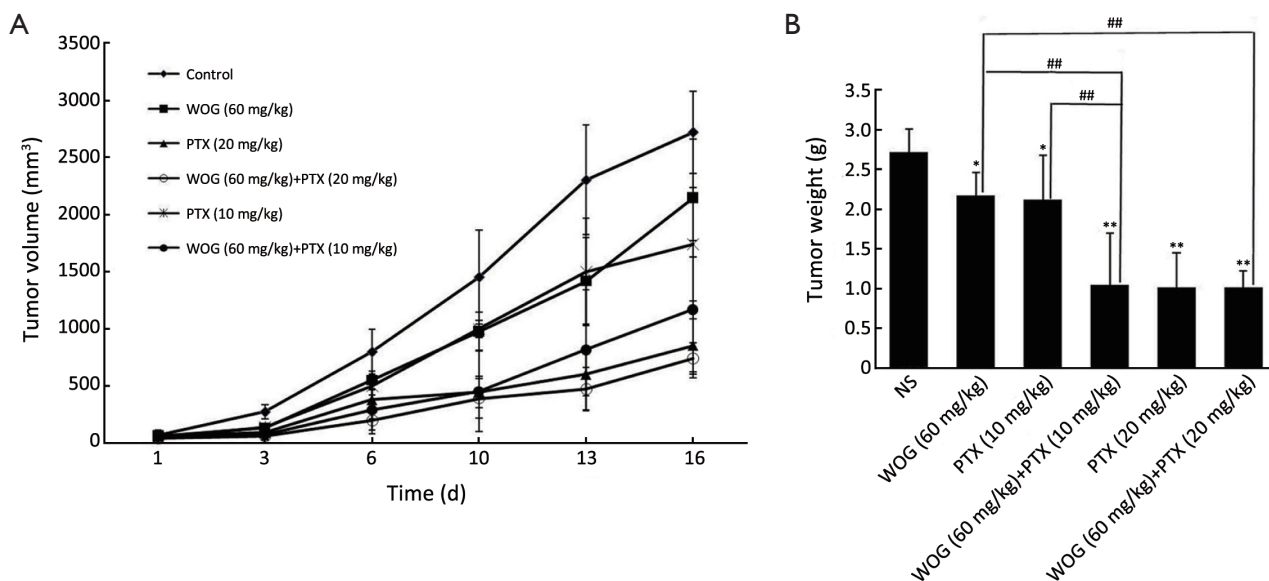 A
Tumor volume (mm³)
3500
3000
2500
2000
1500
1000
500
0
Control
WOG (60 mg/kg)
PTX (20 mg/kg)
WOG (60 mg/kg)+PTX (20 mg/kg)
PTX (10 mg/kg)
WOG (60 mg/kg)+PTX (10 mg/kg)
1 3 6 10 13 16
Time (d)
B
Tumor weight (g)
##
##
##
3.5
3.0
2.5
2.0
1.5
1.0
0.5
0
* * ** ** **
NS
WOG (60 mg/kg)
PTX (10 mg/kg)
WOG (60 mg/kg)+PTX (10 mg/kg)
PTX (20 mg/kg)
WOG (60 mg/kg)+PTX (20 mg/kg)